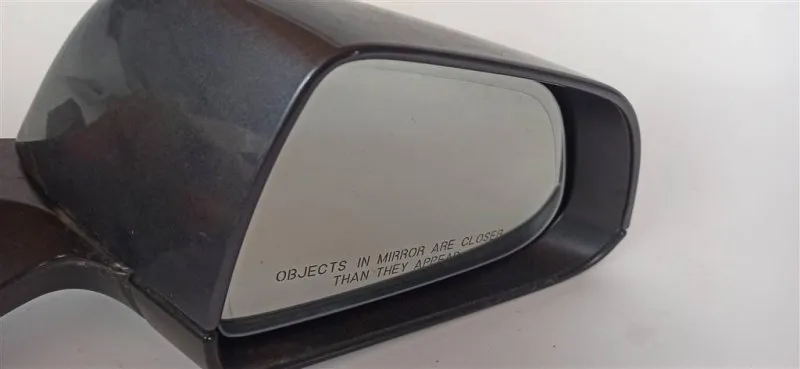 OBJECTS IN MIRROR ARE CLOSER
THAN THEY APPEAR